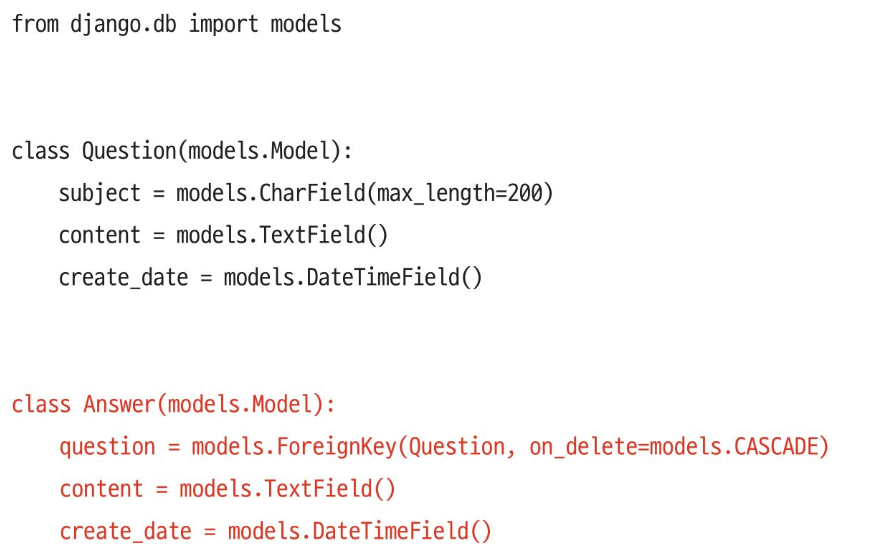 from django.db import models
class Question(models.Model):
    subject = models.CharField(max_length=200)
    content = models.TextField()
    create_date = models.DateTimeField()
class Answer(models.Model):
    question = models.ForeignKey(Question, on_delete=models.CASCADE)
    content = models.TextField()
    create_date = models.DateTimeField()